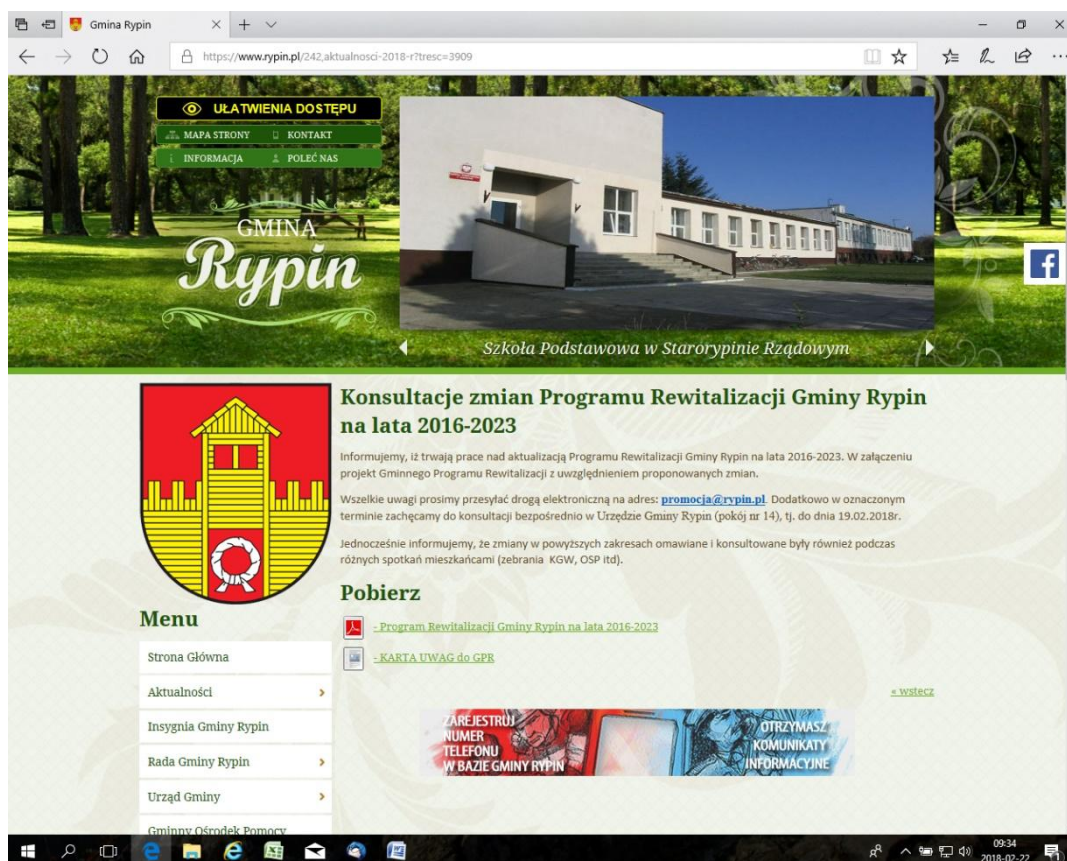 Gmina Rypin
https://www.rypin.pl/242,aktualnosci-2018-r?tresc=3909
UŁATWIENIA DOSTĘPU
MAPA STRONY KONTAKT
INFORMACJA POLEĆ NAS
GMINA
Rypin
Szkoła Podstawowa w Starorypinie Rządowym
Konsultacje zmian Programu Rewitalizacji Gminy Rypin
na lata 2016-2023
Informujemy, iż trwają prace nad aktualizacją Programu Rewitalizacji Gminy Rypin na lata 2016-2023. W załączeniu
projekt Gminnego Programu Rewitalizacji z uwzględnieniem proponowanych zmian.
Wszelkie uwagi prosimy przesyłać drogą elektroniczną na adres: promocja@rypin.pl. Dodatkowo w oznaczonym
terminie zachęcamy do konsultacji bezpośrednio w Urzędzie Gminy Rypin (pokój nr 14), tj. do dnia 19.02.2018r.
Jednocześnie informujemy, że zmiany w powyższych zakresach omawiane i konsultowane były również podczas
różnych spotkań mieszkańcami (zebrania KGW, OSP itd).
Pobierz
- Program Rewitalizacji Gminy Rypin na lata 2016-2023
- KARTA UWAG do GPR
« wstecz
ZAREJESTRUJ
NUMER
TELEFONU
W BAZIE GMINY RYPIN
OTRZYMASZ
KOMUNIKATY
INFORMACYJNE
Menu
Strona Główna
Aktualności
Insygnia Gminy Rypin
Rada Gminy Rypin
Urząd Gminy
Gminny Ośrodek Pomocy
09:34
2018-02-22